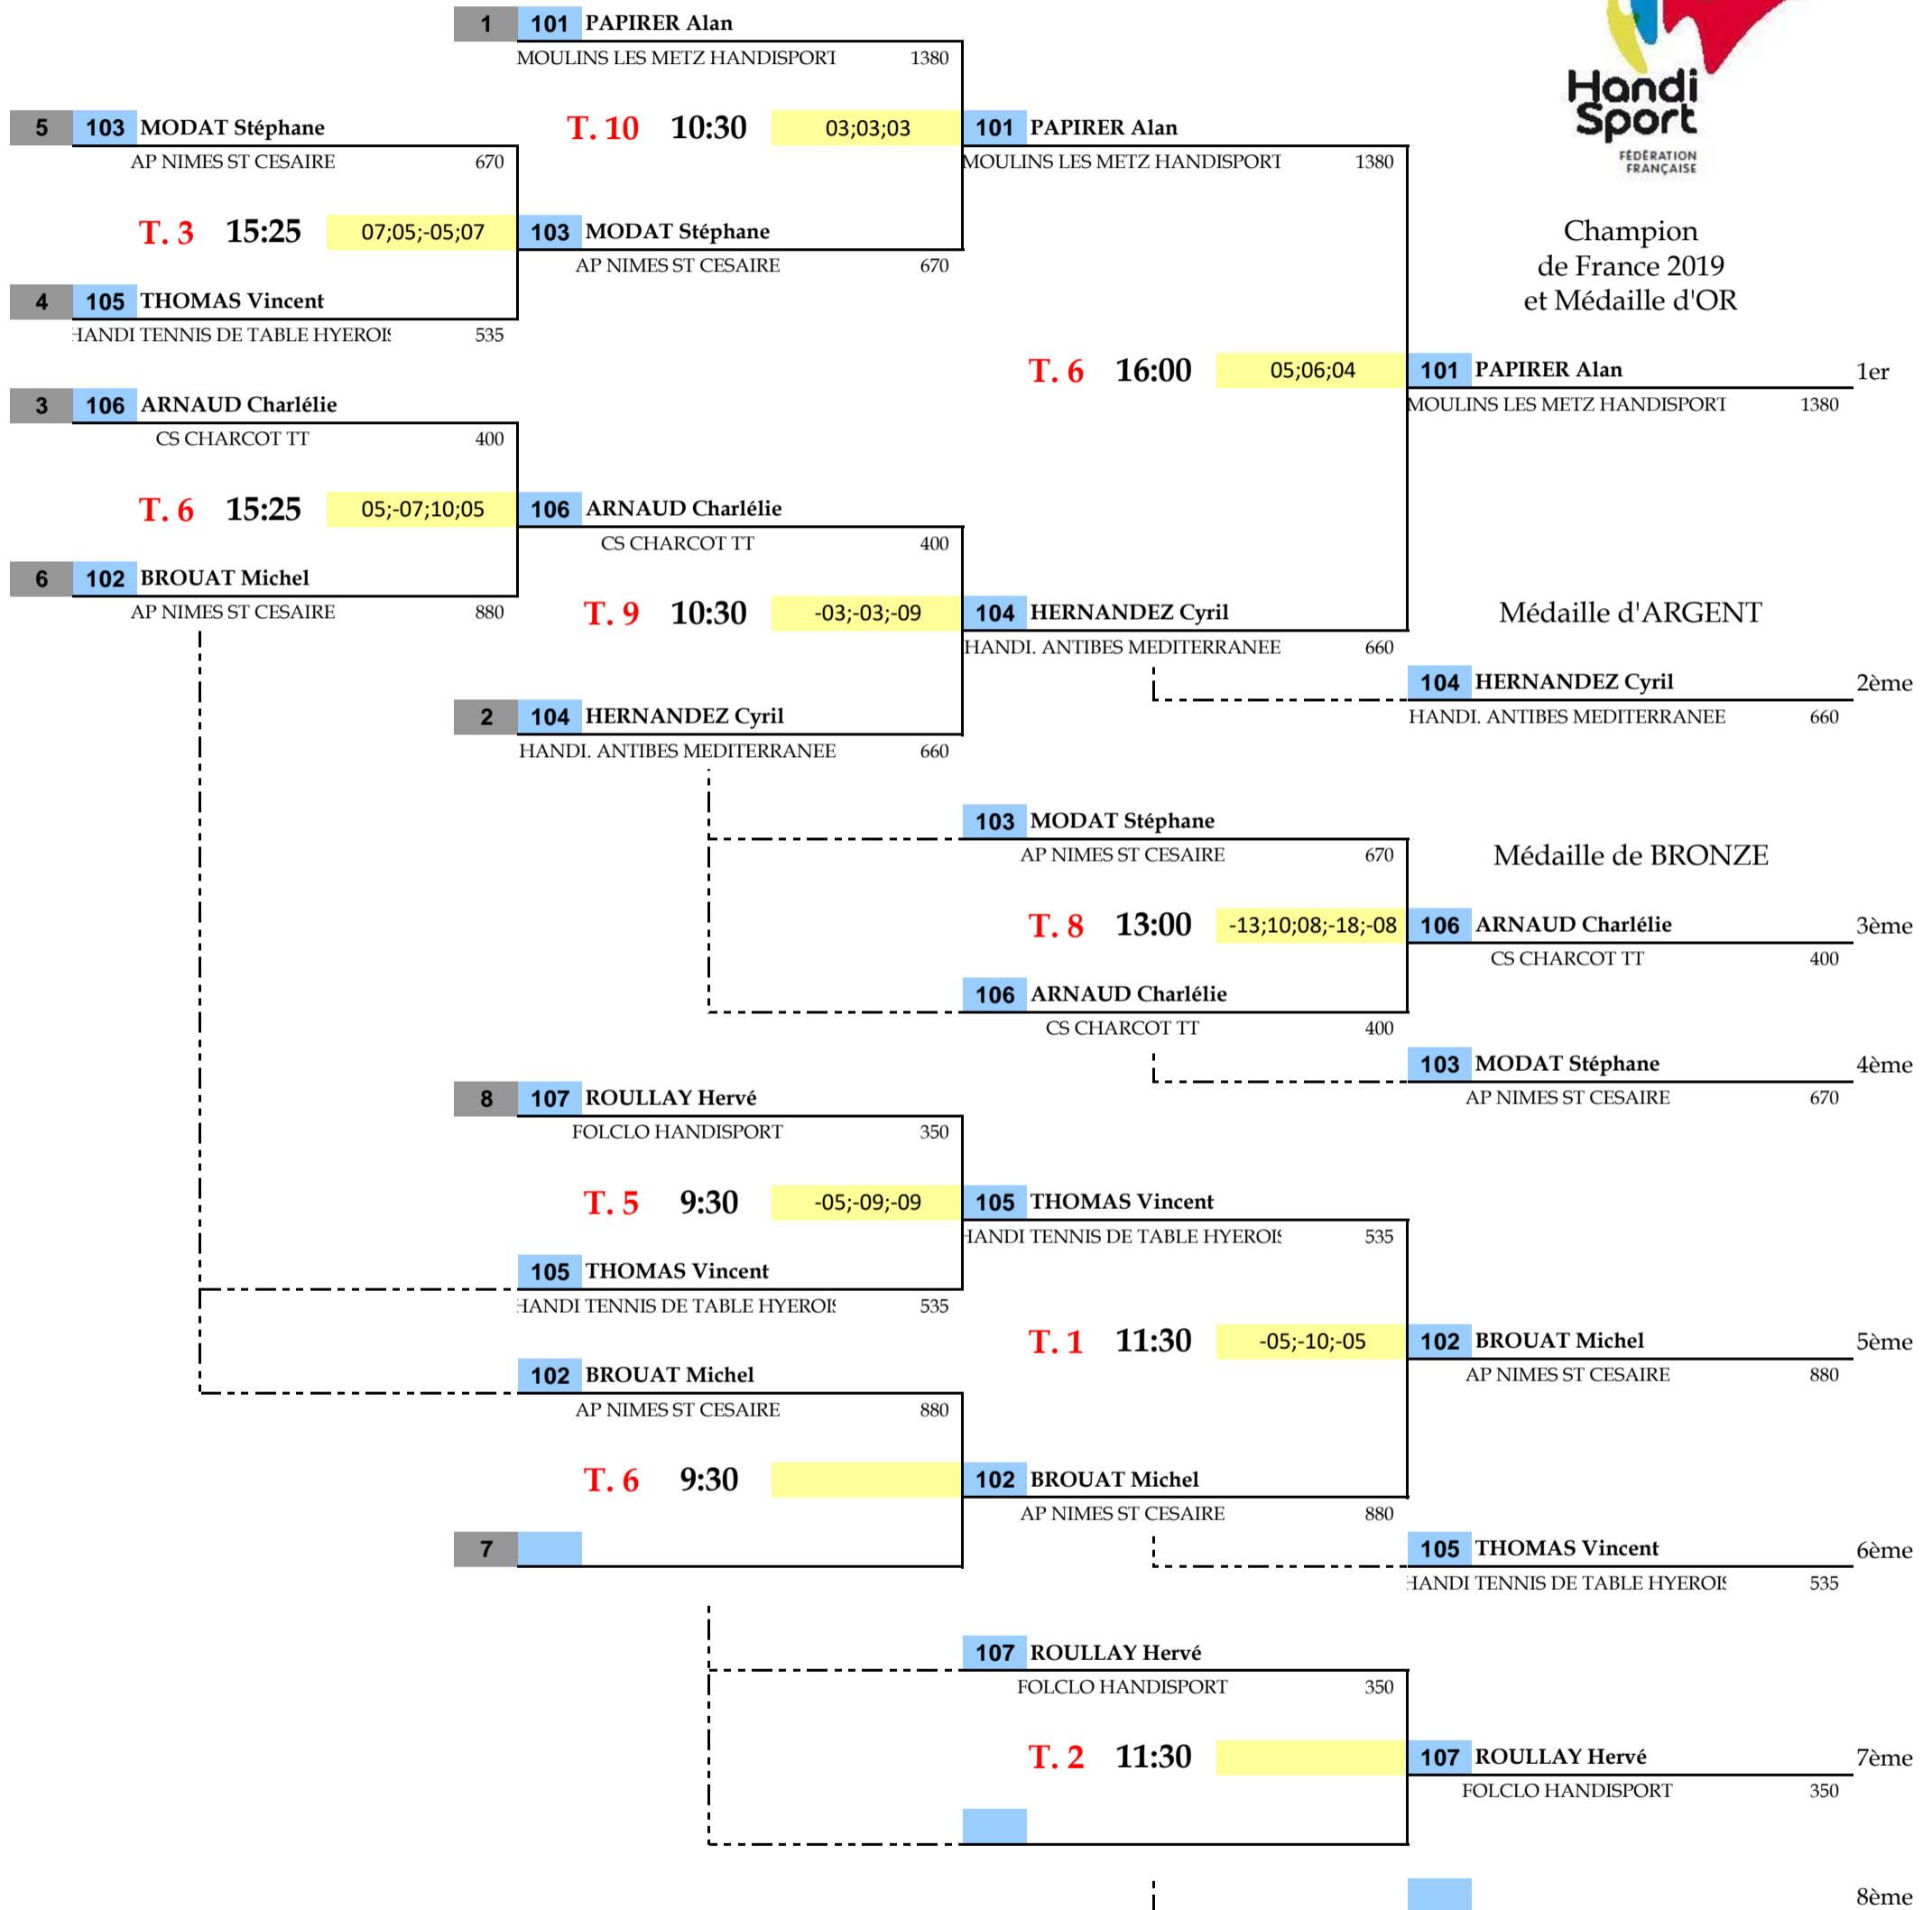 1 101 PAPIRER Alan
MOULINS LES METZ HANDISPORT 1380
Handi
Sport
FÉDÉRATION
FRANÇAISE
5 103 MODAT Stéphane
T. 10 10:30 03;03;03
101 PAPIRER Alan
AP NIMES ST CESAIRE 670
MOULINS LES METZ HANDISPORT 1380
T. 3 15:25 07;05;-05;07
103 MODAT Stéphane
AP NIMES ST CESAIRE 670
Champion
de France 2019
et Médaille d'OR
4 105 THOMAS Vincent
HANDI TENNIS DE TABLE HYEROIS 535
T. 6 16:00 05;06;04
101 PAPIRER Alan 1er
MOULINS LES METZ HANDISPORT 1380
3 106 ARNAUD Charlélie
CS CHARCOT TT 400
T. 6 15:25 05;-07;10;05
106 ARNAUD Charlélie
CS CHARCOT TT 400
6 102 BROUAT Michel
AP NIMES ST CESAIRE 880
T. 9 10:30 -03;-03;-09
104 HERNANDEZ Cyril
HANDI. ANTIBES MEDITERRANEE 660
Médaille d'ARGENT
104 HERNANDEZ Cyril 2ème
HANDI. ANTIBES MEDITERRANEE 660
2 104 HERNANDEZ Cyril
HANDI. ANTIBES MEDITERRANEE 660
103 MODAT Stéphane
AP NIMES ST CESAIRE 670
Médaille de BRONZE
T. 8 13:00 -13;10;08;-18;-08
106 ARNAUD Charlélie 3ème
CS CHARCOT TT 400
106 ARNAUD Charlélie
CS CHARCOT TT 400
103 MODAT Stéphane 4ème
AP NIMES ST CESAIRE 670
8 107 ROULLAY Hervé
FOLCLO HANDISPORT 350
T. 5 9:30 -05;-09;-09
105 THOMAS Vincent
HANDI TENNIS DE TABLE HYEROIS 535
105 THOMAS Vincent
HANDI TENNIS DE TABLE HYEROIS 535
T. 1 11:30 -05;-10;-05
102 BROUAT Michel 5ème
AP NIMES ST CESAIRE 880
102 BROUAT Michel
AP NIMES ST CESAIRE 880
T. 6 9:30
102 BROUAT Michel
AP NIMES ST CESAIRE 880
7
105 THOMAS Vincent 6ème
HANDI TENNIS DE TABLE HYEROIS 535
107 ROULLAY Hervé
FOLCLO HANDISPORT 350
T. 2 11:30
107 ROULLAY Hervé 7ème
FOLCLO HANDISPORT 350
8ème